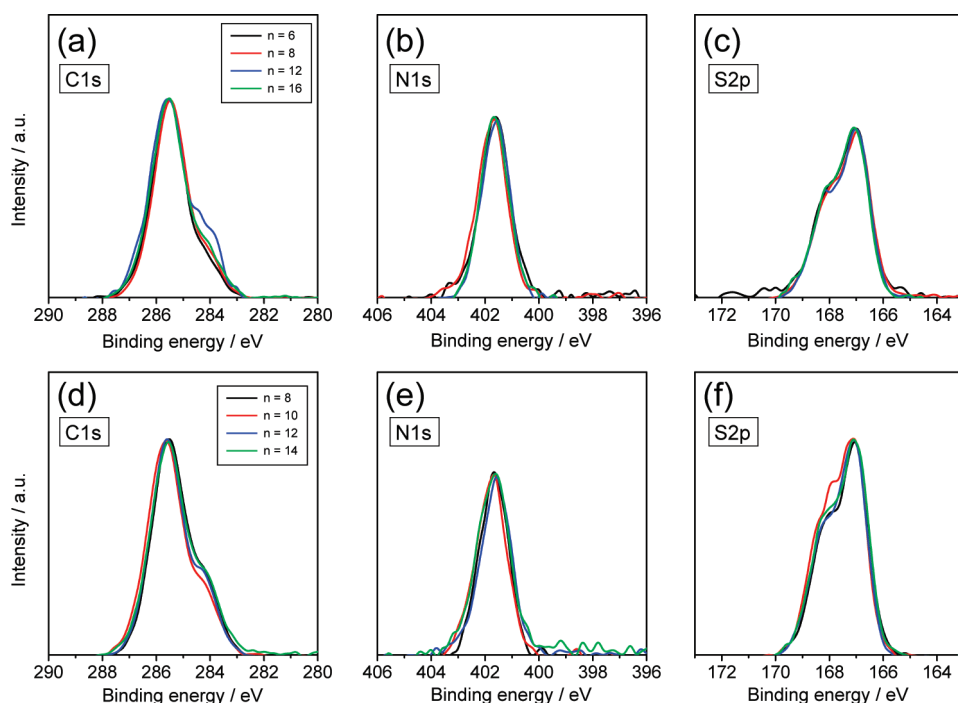 (a)
C1s
n = 6
n = 8
n = 12
n = 16
Intensity / a.u.
290 288 286 284 282 280
Binding energy / eV
(b)
N1s
406 404 402 400 398 396
Binding energy / eV
(c)
S2p
172 170 168 166 164
Binding energy / eV
(d)
C1s
n = 8
n = 10
n = 12
n = 14
Intensity / a.u.
290 288 286 284 282 280
Binding energy / eV
(e)
N1s
406 404 402 400 398 396
Binding energy / eV
(f)
S2p
172 170 168 166 164
Binding energy / eV